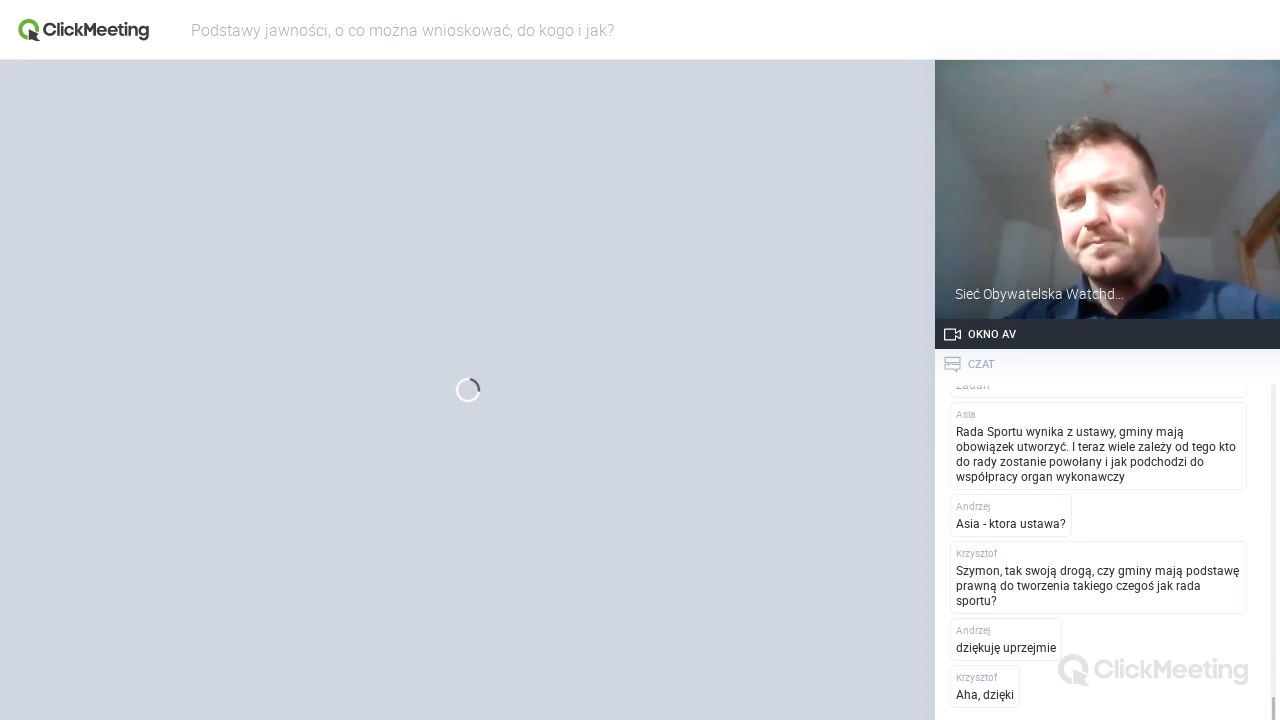 ClickMeeting
Podstawy jawności, o co można wnioskować, do kogo i jak?
Sieć Obywatelska Watchd...
OKNO AV
CZAT
zadań
Asia
Rada Sportu wynika z ustawy, gminy mają
obowiązek utworzyć. I teraz wiele zależy od tego kto
do rady zostanie powołany i jak podchodzi do
współpracy organ wykonawczy
Andrzej
Asia - ktora ustawa?
Krzysztof
Szymon, tak swoją drogą, czy gminy mają podstawę
prawną do tworzenia takiego czegoś jak rada
sportu?
Andrzej
dziękuję uprzejmie
Krzysztof
Aha, dzięki
ClickMeeting